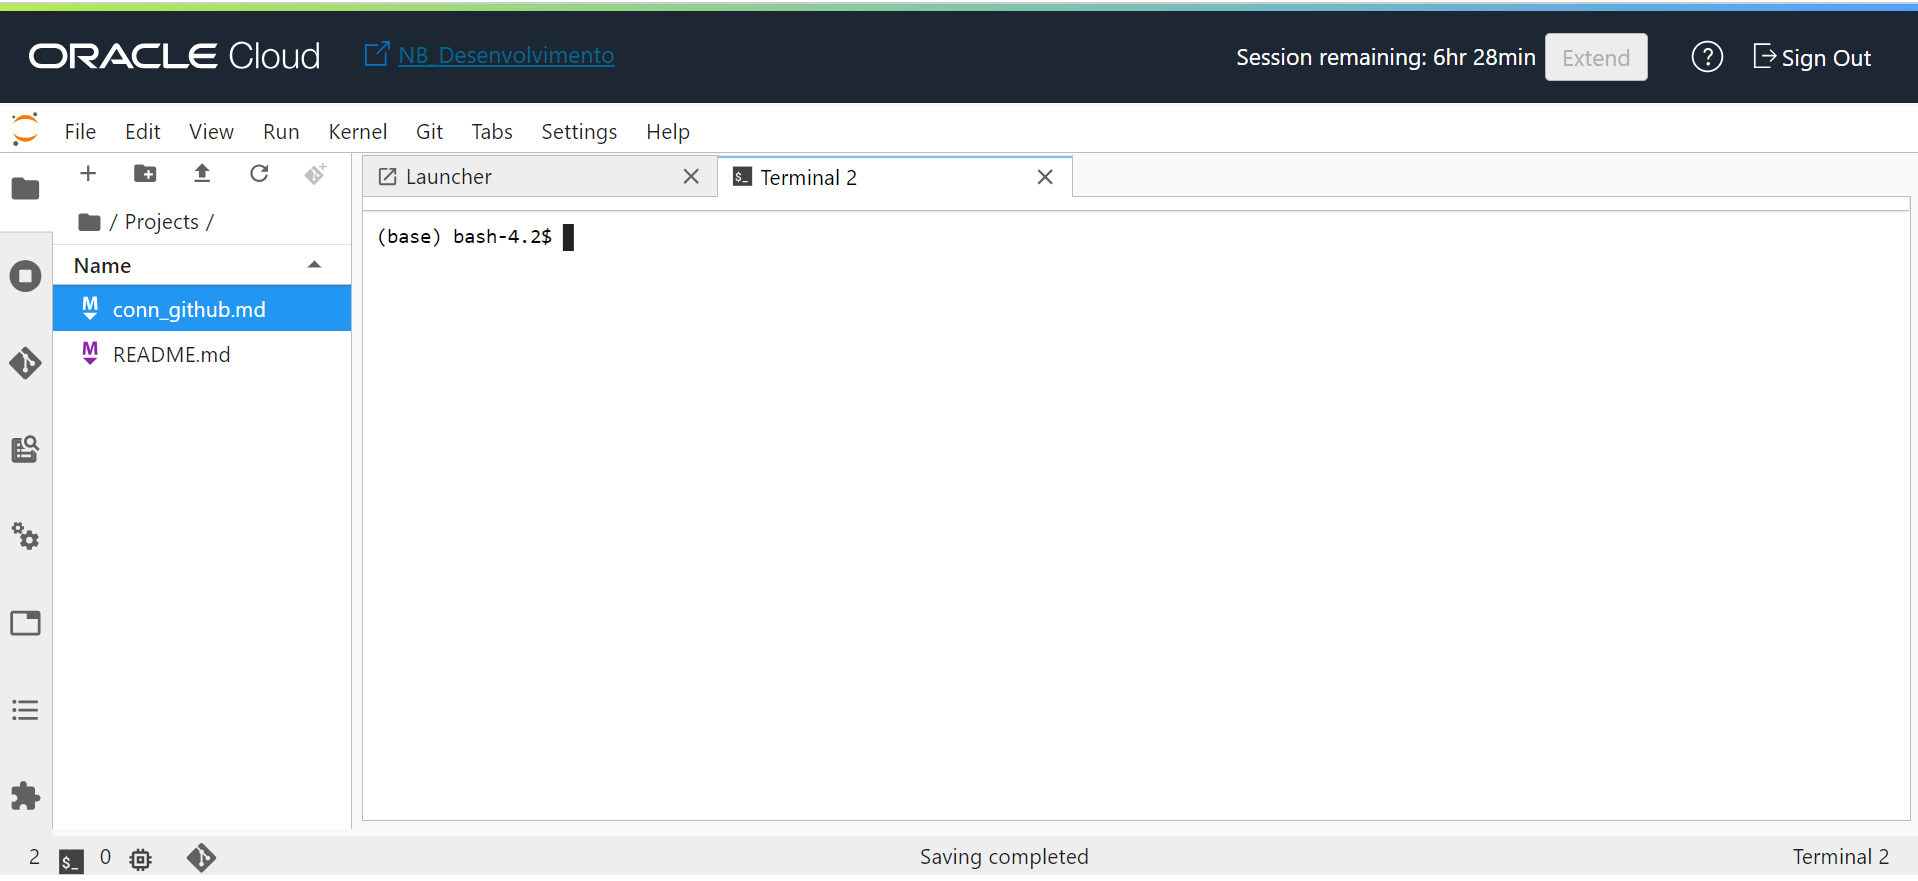 ORACLE Cloud NB_Desenvolvimento Session remaining: 6hr 28min Extend ? Sign Out
File Edit View Run Kernel Git Tabs Settings Help
Launcher Terminal 2
/ Projects /
(base) bash-4.2$
Name
conn_github.md
README.md
2 $_ 0 Saving completed Terminal 2